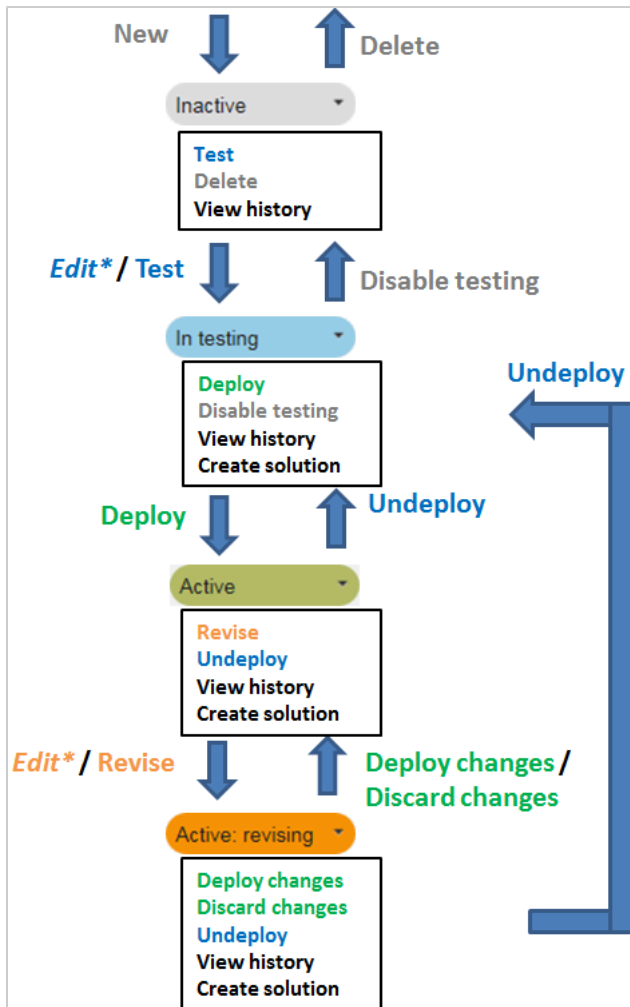 New
Delete
Inactive
Test
Delete
View history
Edit* / Test
Disable testing
In testing
Undeploy
Deploy
Disable testing
View history
Create solution
Deploy
Undeploy
Active
Revise
Undeploy
View history
Create solution
Edit* / Revise
Deploy changes /
Discard changes
Active: revising
Deploy changes
Discard changes
Undeploy
View history
Create solution